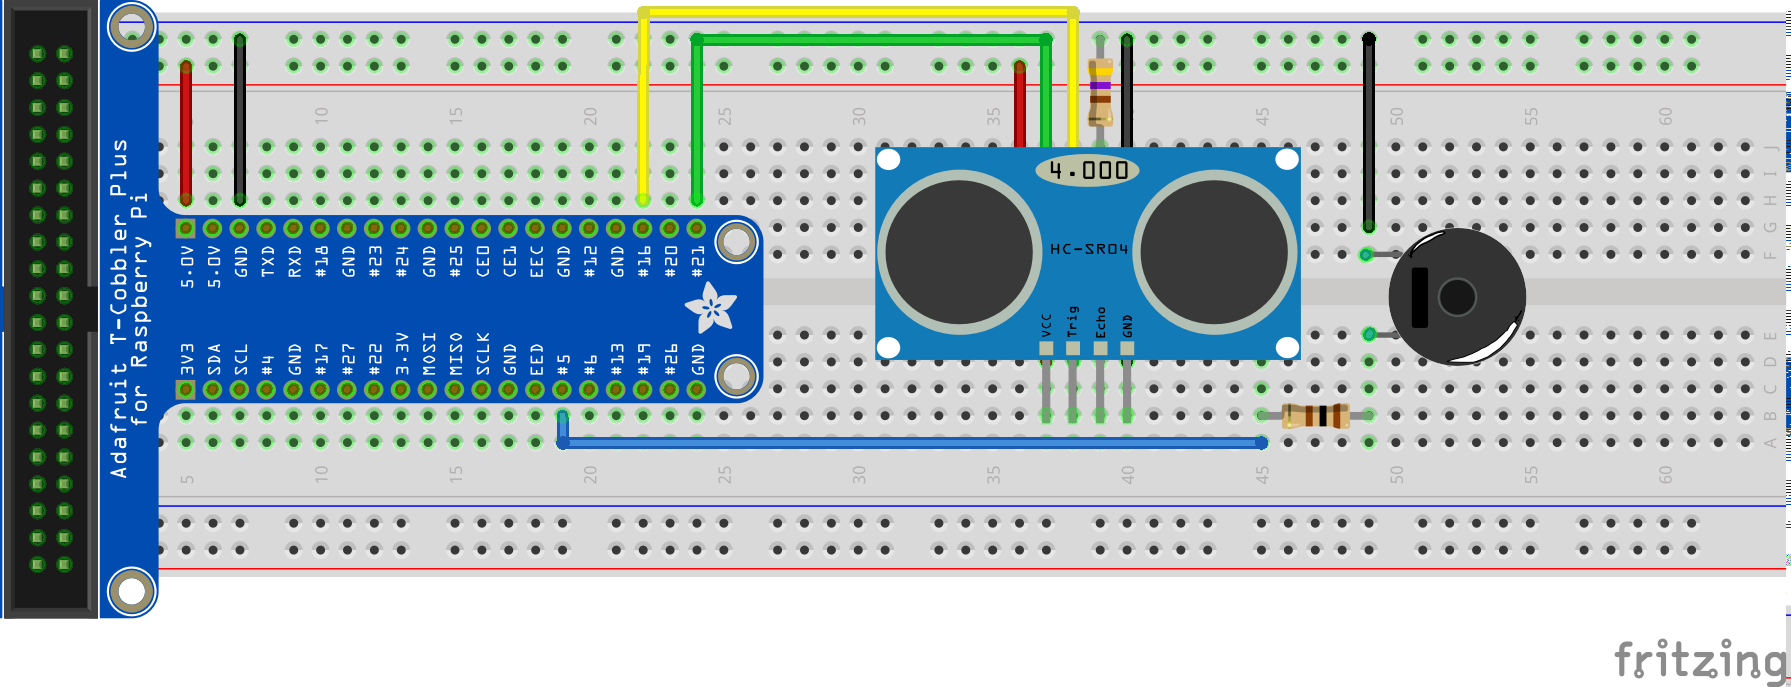 Adafruit T-Cobbler Plus
for Raspberry Pi
10 15 20 25 30 35 45 50 55 60
J
I
H
G
F
5.0V 5.0V GND TXD RXD #18 GND #23 #24 GND #25 CE0 CE1 EEC GND #12 GND #16 #20 #21
3V3 SDA SCL #4 GND #17 #27 #22 3.3V MOSI MISO SCLK GND EED #5 #6 #13 #19 #26 GND
4.000
HC-SR04
VCC Trig Echo GND
E
D
C
B
A
5 10 15 20 25 30 35 40 45 50 55 60
fritzing